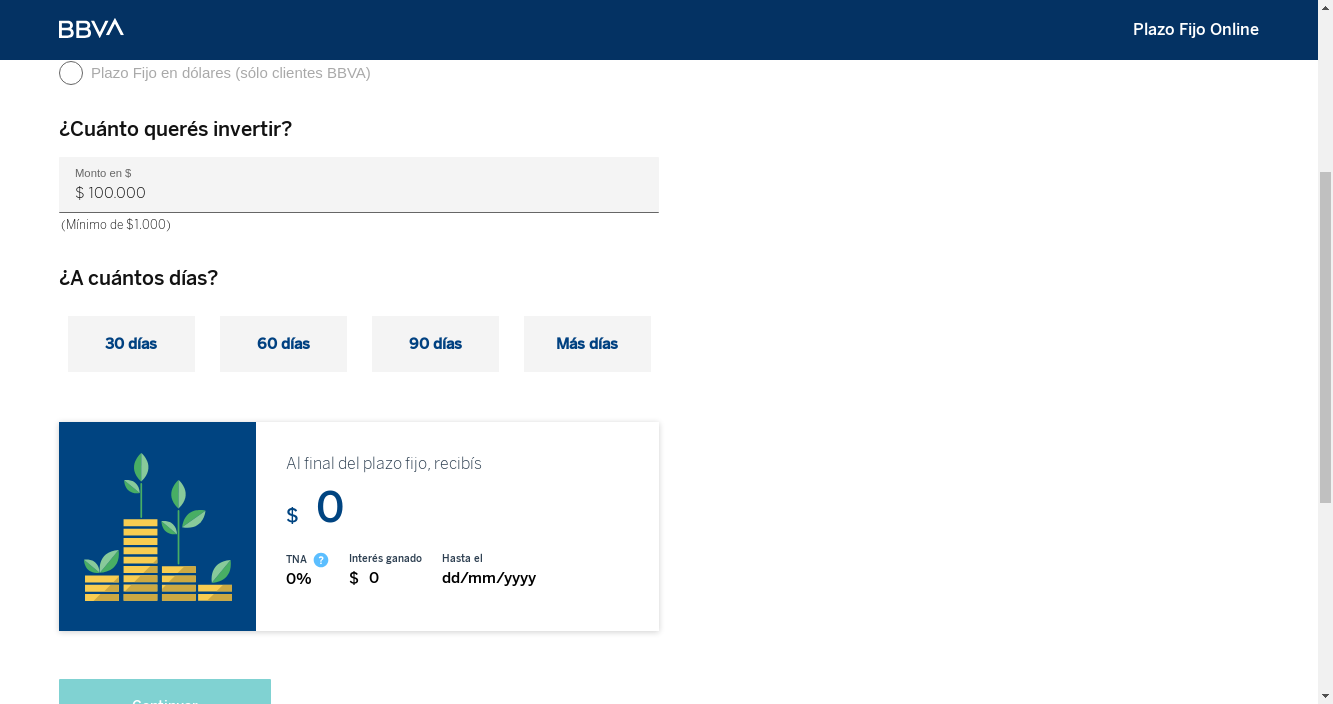 BBVA
Plazo Fijo Online
Plazo Fijo en dólares (sólo clientes BBVA)
¿Cuánto querés invertir?
Monto en $
$ 100.000
(Mínimo de $1.000)
¿A cuántos días?
30 días
60 días
90 días
Más días
Al final del plazo fijo, recibís
$ 0
TNA ?
0%
Interés ganado
$ 0
Hasta el
dd/mm/yyyy
Continuar